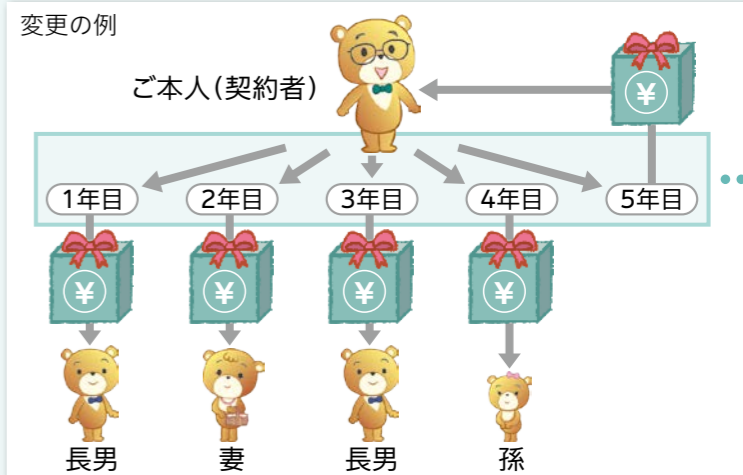 変更の例
ご本人(契約者)
¥
1年目 2年目 3年目 4年目 5年目
¥ ¥ ¥ ¥
長男 妻 長男 孫